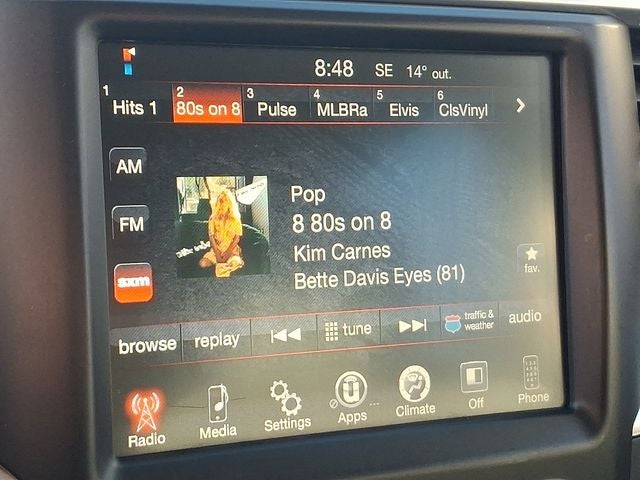 8:48 SE 14° out.
1 Hits 1 2 80s on 8 3 Pulse 4 MLBRa 5 Elvis 6 ClsVinyl
AM
Pop
FM
8 80s on 8
Kim Carnes
sxm
Bette Davis Eyes (81)
fav.
browse replay tune traffic & weather audio
Radio Media Settings Apps Climate Off Phone